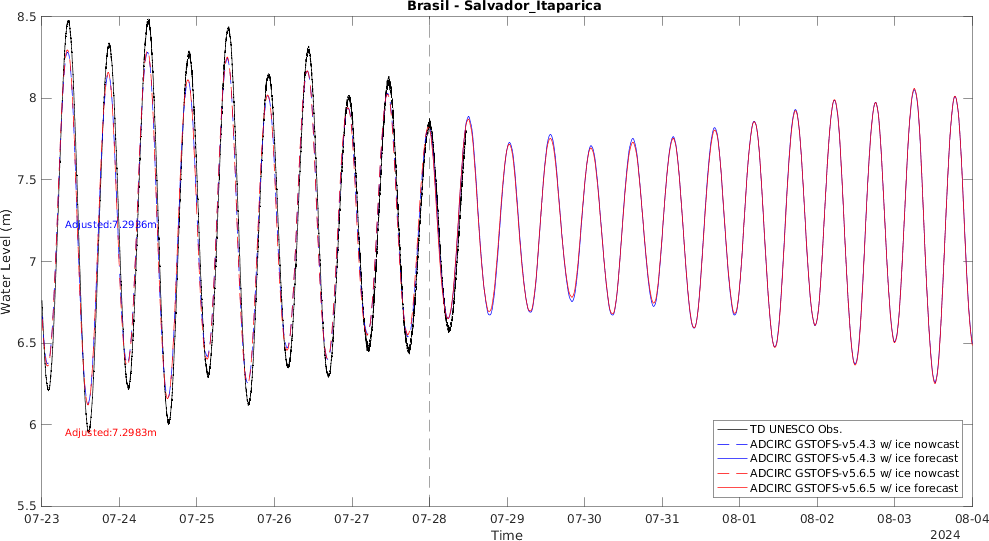 Brasil - Salvador_Itaparica
8.5
8
7.5
7
6.5
6
5.5
Water Level (m)
Adjusted:7.2936m
Adjusted:7.2983m
TD UNESCO Obs.
ADCIRC GSTOFS-v5.4.3 w/ ice nowcast
ADCIRC GSTOFS-v5.4.3 w/ ice forecast
ADCIRC GSTOFS-v5.6.5 w/ ice nowcast
ADCIRC GSTOFS-v5.6.5 w/ ice forecast
07-23 07-24 07-25 07-26 07-27 07-28 07-29 07-30 07-31 08-01 08-02 08-03 08-04
Time
2024